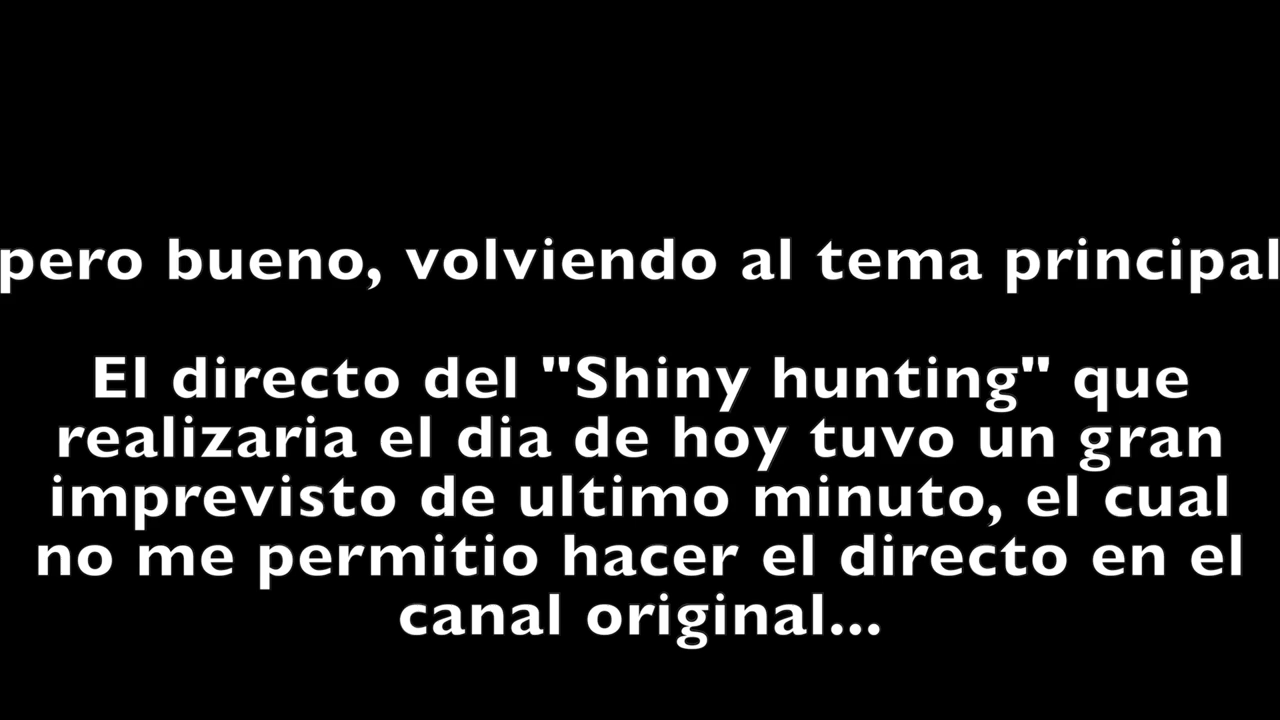 pero bueno, volviendo al tema principal
El directo del "Shiny hunting" que
realizaria el dia de hoy tuvo un gran
imprevisto de ultimo minuto, el cual
no me permitio hacer el directo en el
canal original...